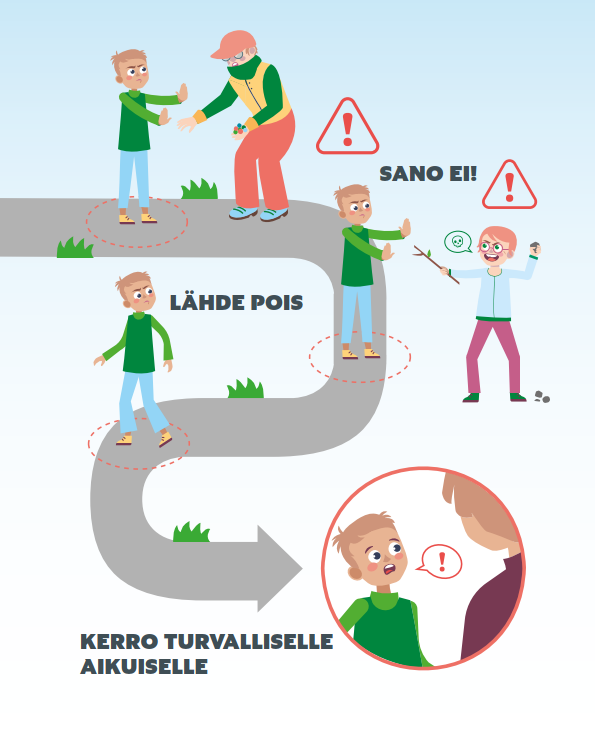 SANO EI!
LÄHDE POIS
!
KERRO TURVALLISELLE
AIKUISELLE